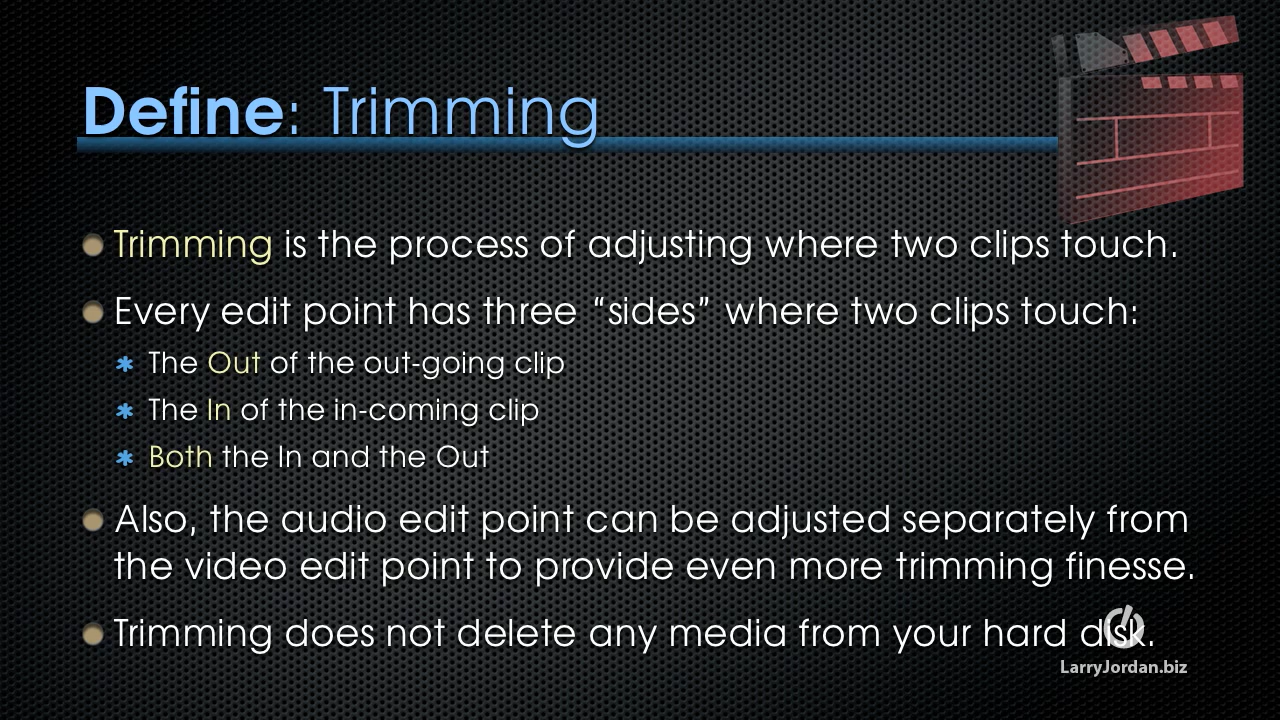 Define: Trimming
Trimming is the process of adjusting where two clips touch.
Every edit point has three “sides” where two clips touch:
The Out of the out-going clip
The In of the in-coming clip
Both the In and the Out
Also, the audio edit point can be adjusted separately from
the video edit point to provide even more trimming finesse.
Trimming does not delete any media from your hard disk.
LarryJordan.biz